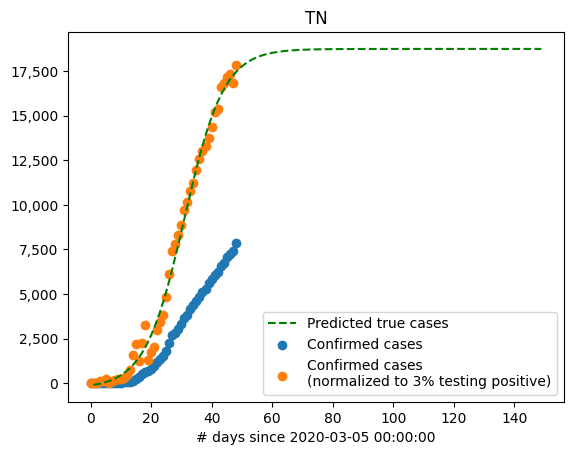 TN
17,500
15,000
12,500
10,000
7,500
5,000
2,500
0
Predicted true cases
Confirmed cases
Confirmed cases
(normalized to 3% testing positive)
0 20 40 60 80 100 120 140
# days since 2020-03-05 00:00:00